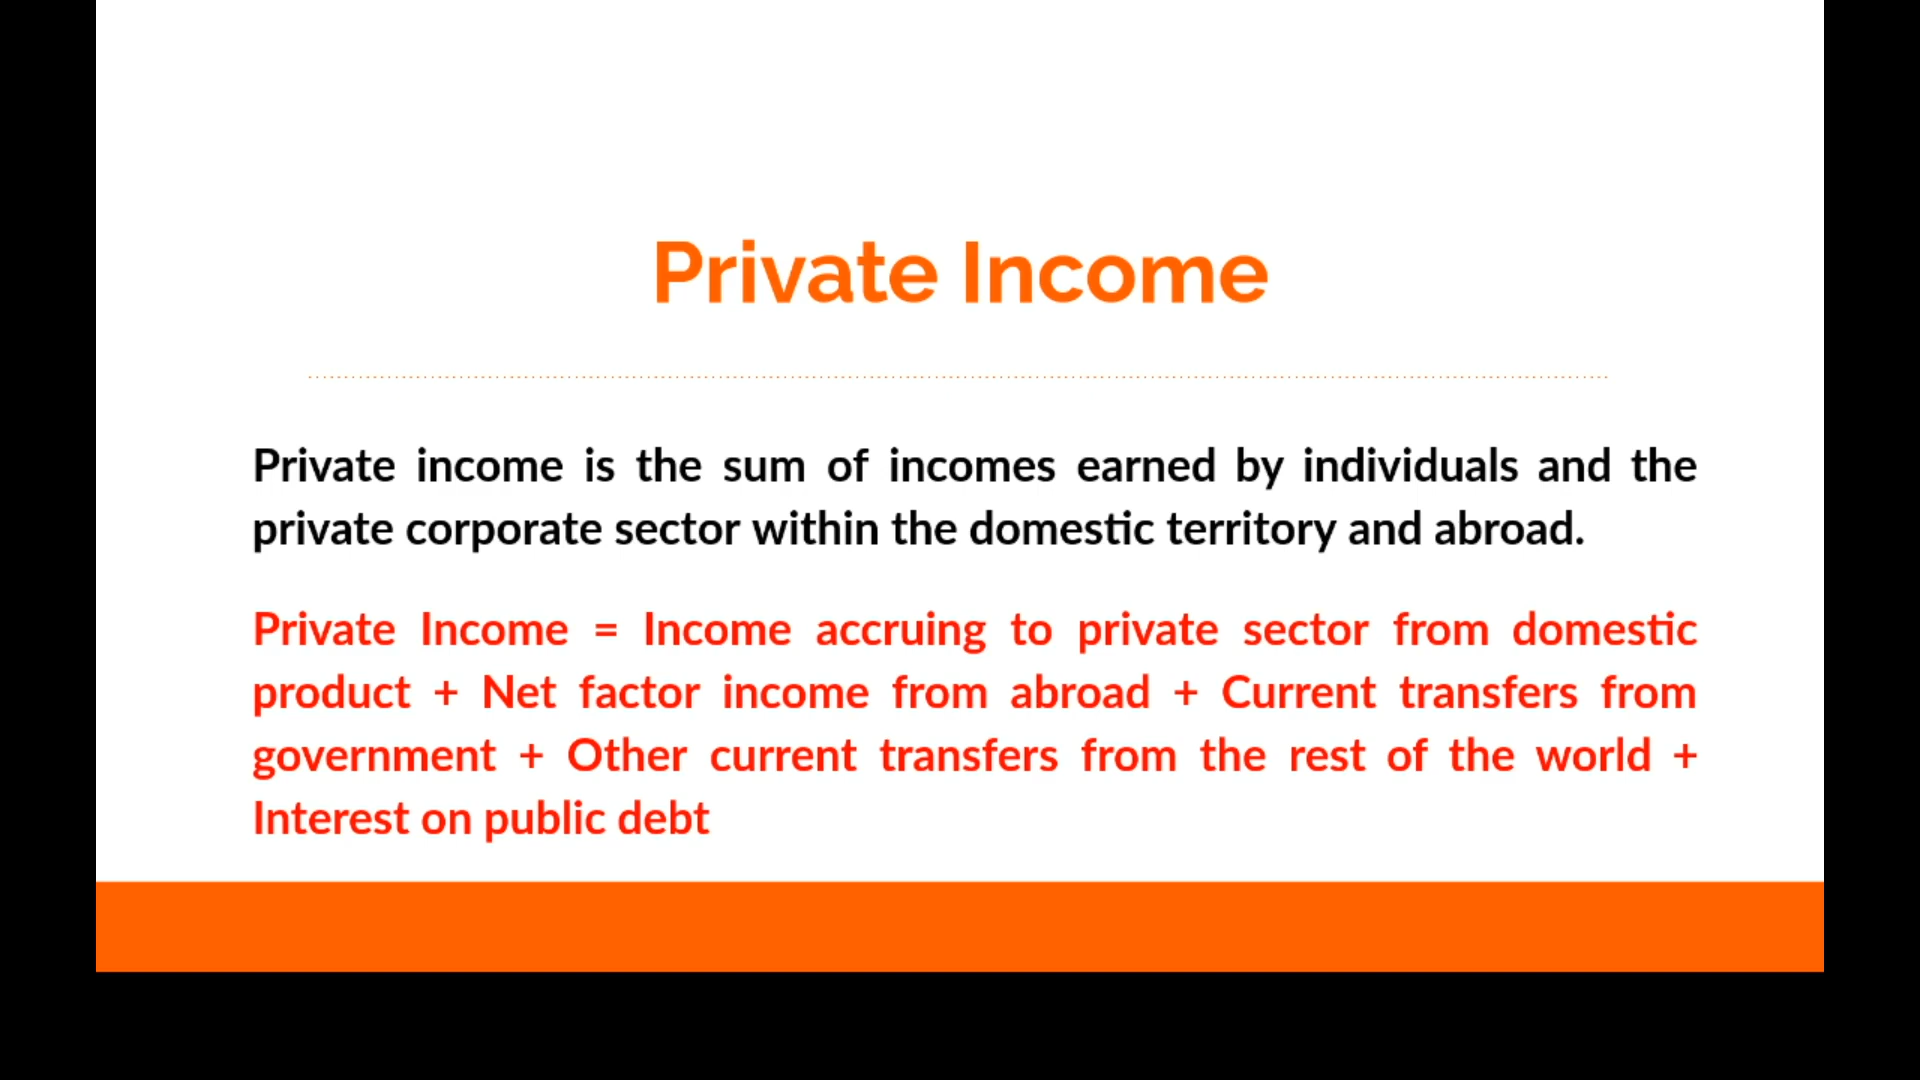 Private Income
Private income is the sum of incomes earned by individuals and the
private corporate sector within the domestic territory and abroad.
Private Income = Income accruing to private sector from domestic
product + Net factor income from abroad + Current transfers from
government + Other current transfers from the rest of the world +
Interest on public debt